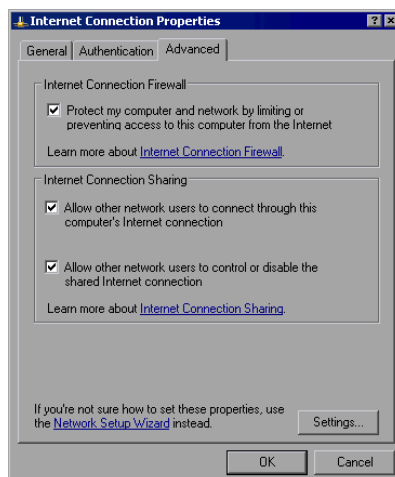 Internet Connection Properties
General Authentication Advanced
Internet Connection Firewall
Protect my computer and network by limiting or
preventing access to this computer from the Internet
Learn more about Internet Connection Firewall.
Internet Connection Sharing
Allow other network users to connect through this
computer's Internet connection
Allow other network users to control or disable the
shared Internet connection
Learn more about Internet Connection Sharing.
If you're not sure how to set these properties, use
the Network Setup Wizard instead.
Settings...
OK Cancel